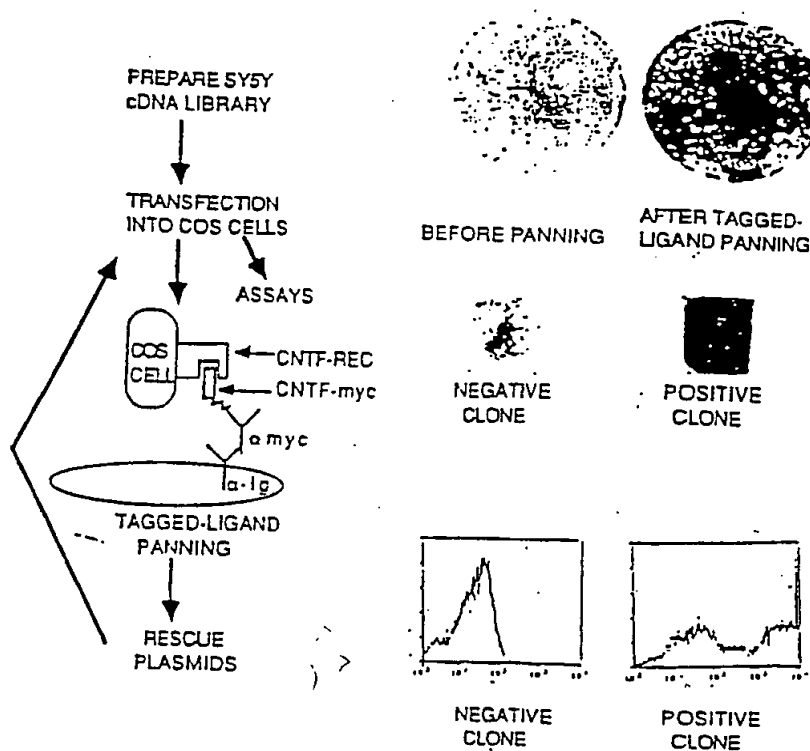 PREPARE SY5Y
cDNA LIBRARY
TRANSFECTION
INTO COS CELLS
ASSAYS
COS
CELL
CNTF-REC
CNTF-myc
α myc
α-Ig
TAGGED-LIGAND
PANNING
RESCUE
PLASMIDS
BEFORE PANNING
AFTER TAGGED-
LIGAND PANNING
NEGATIVE
CLONE
POSITIVE
CLONE
NEGATIVE
CLONE
POSITIVE
CLONE